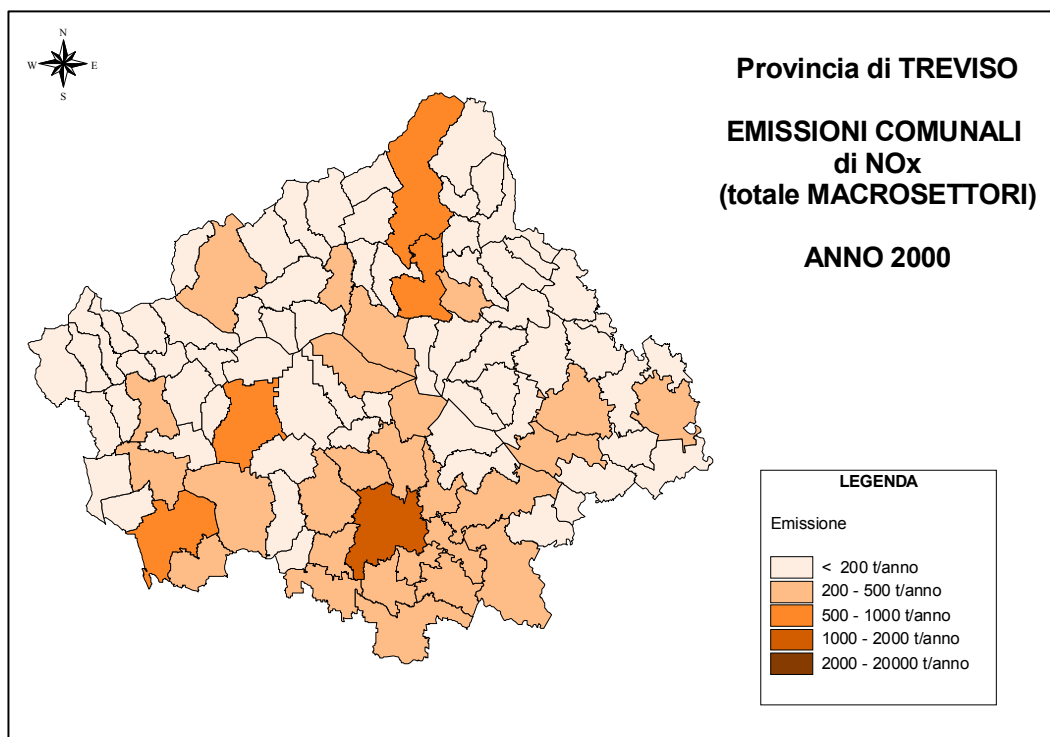 N
W E
S
Provincia di TREVISO
EMISSIONI COMUNALI
di NOx
(totale MACROSETTORI)
ANNO 2000
LEGENDA
Emissione
< 200 t/anno
200 - 500 t/anno
500 - 1000 t/anno
1000 - 2000 t/anno
2000 - 20000 t/anno